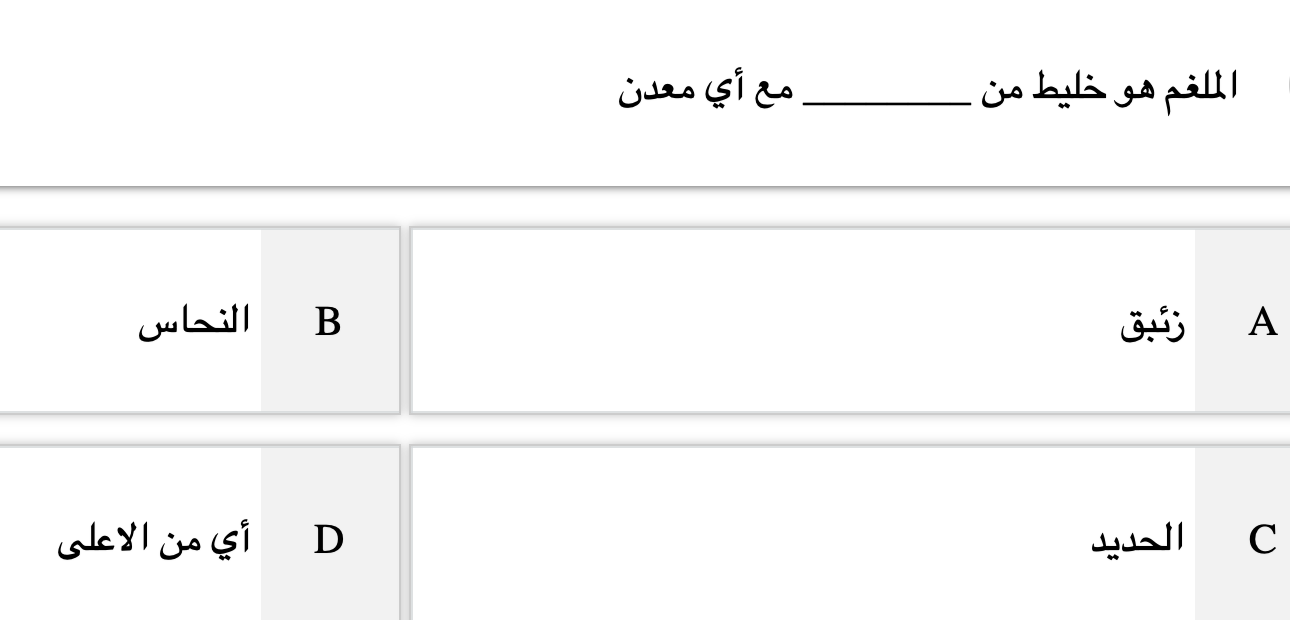 الملغم هو خليط من ________ مع أي معدن
A زئبق
B النحاس
C الحديد
D أي من الاعلى